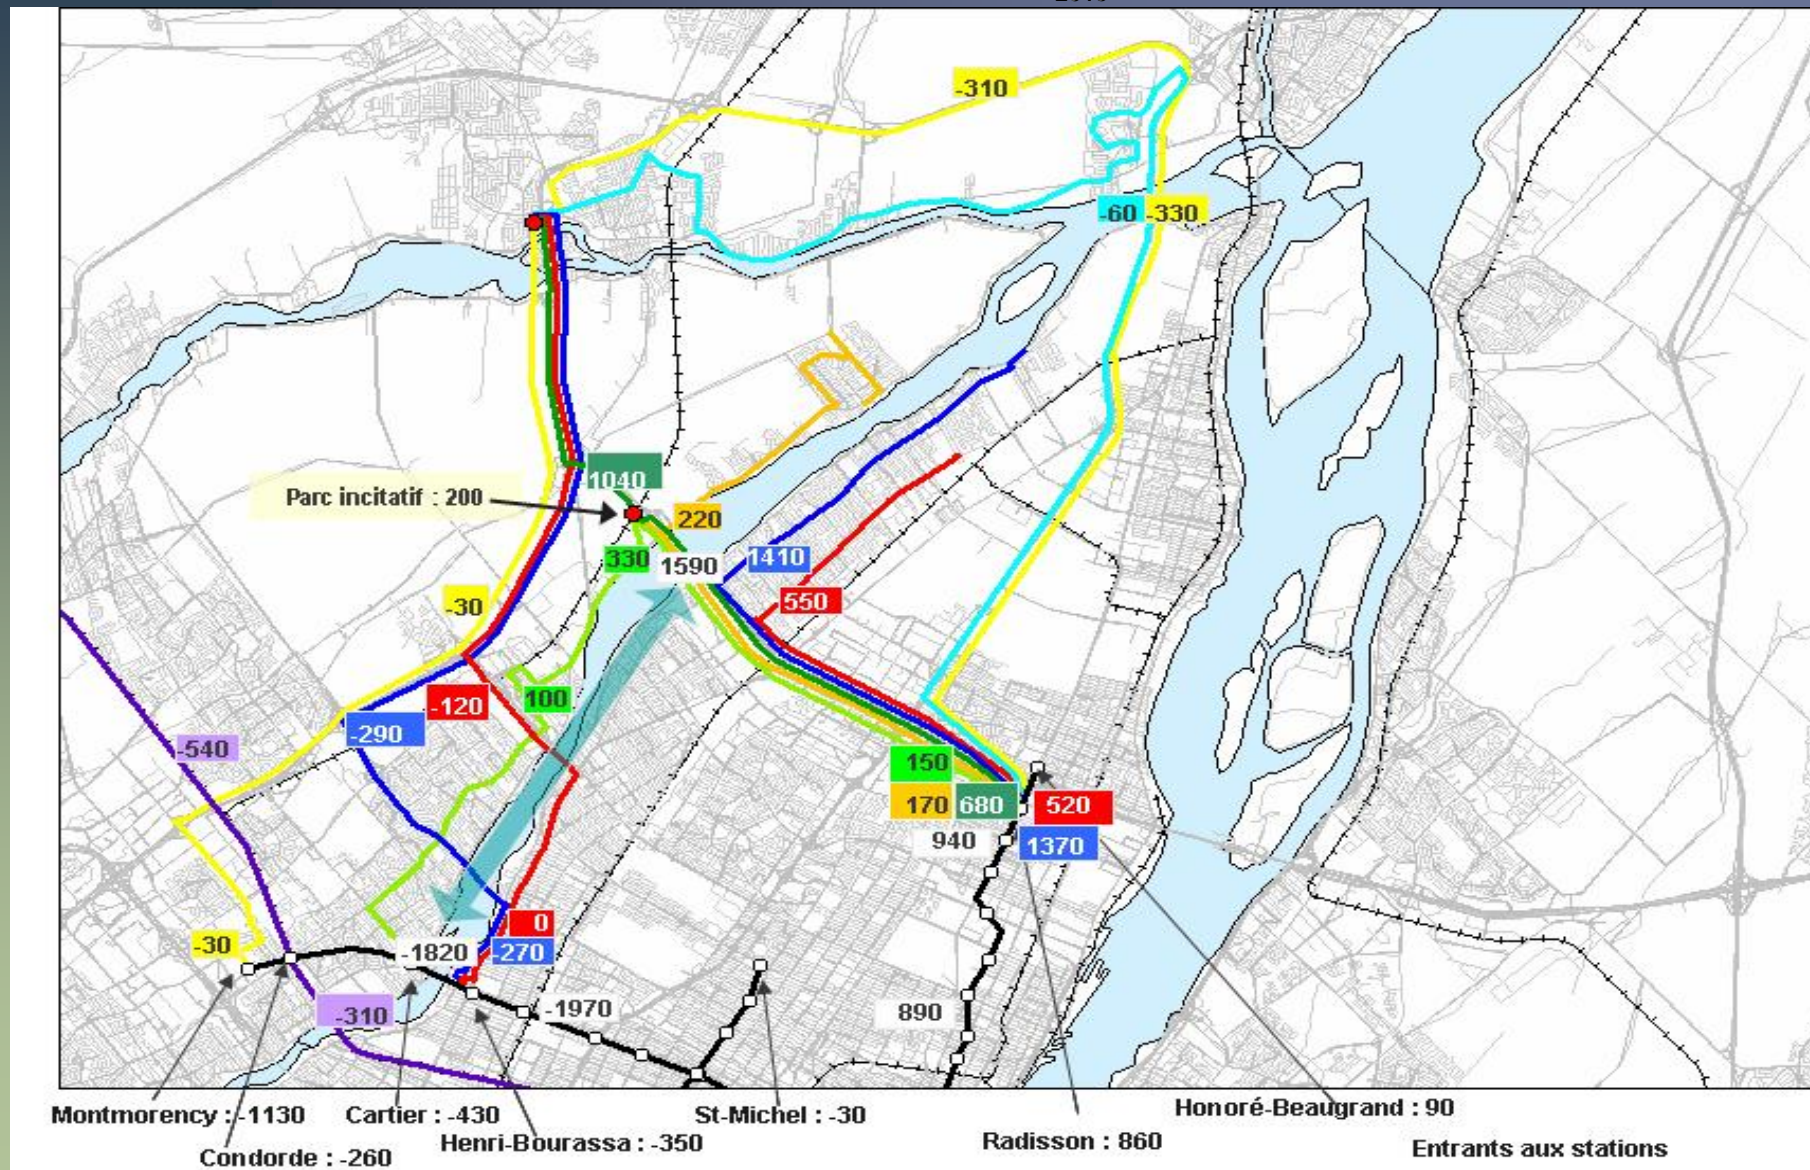 -310
-60 -330
1040
Parc incitatif : 200
220
330
1590
1410
-30
550
100
-120
-290
-540
150
170
680
520
940
1370
0
-30
-1820
-270
-310
-1970
890
Montmorency : -1130
Cartier : -430
St-Michel : -30
Honoré-Beaugrand : 90
Henri-Bourassa : -350
Radisson : 860
Condorde : -260
Entrants aux stations